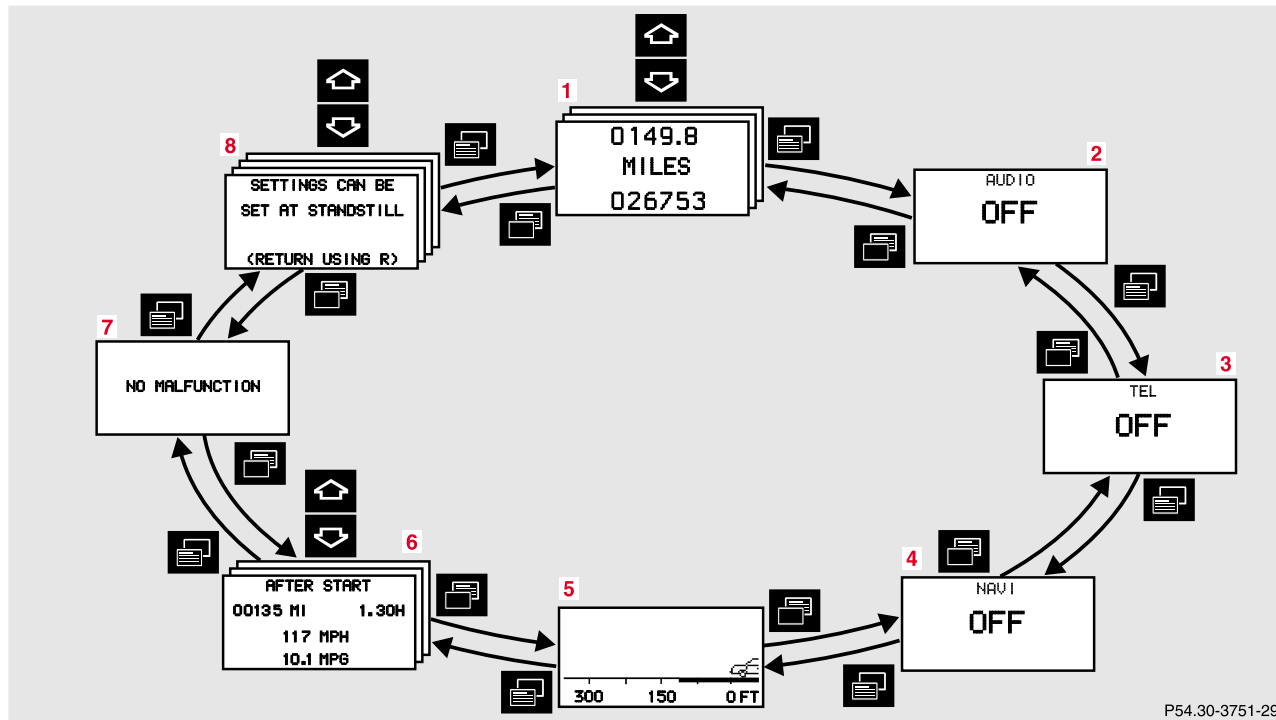 1
0149.8
MILES
026753
2
AUDIO
OFF
3
TEL
OFF
4
NAVI
OFF
5
300 150 0 FT
6
AFTER START
00135 MI 1.30H
117 MPH
10.1 MPG
7
NO MALFUNCTION
8
SETTINGS CAN BE
SET AT STANDSTILL
(RETURN USING R)
P54.30-3751-29